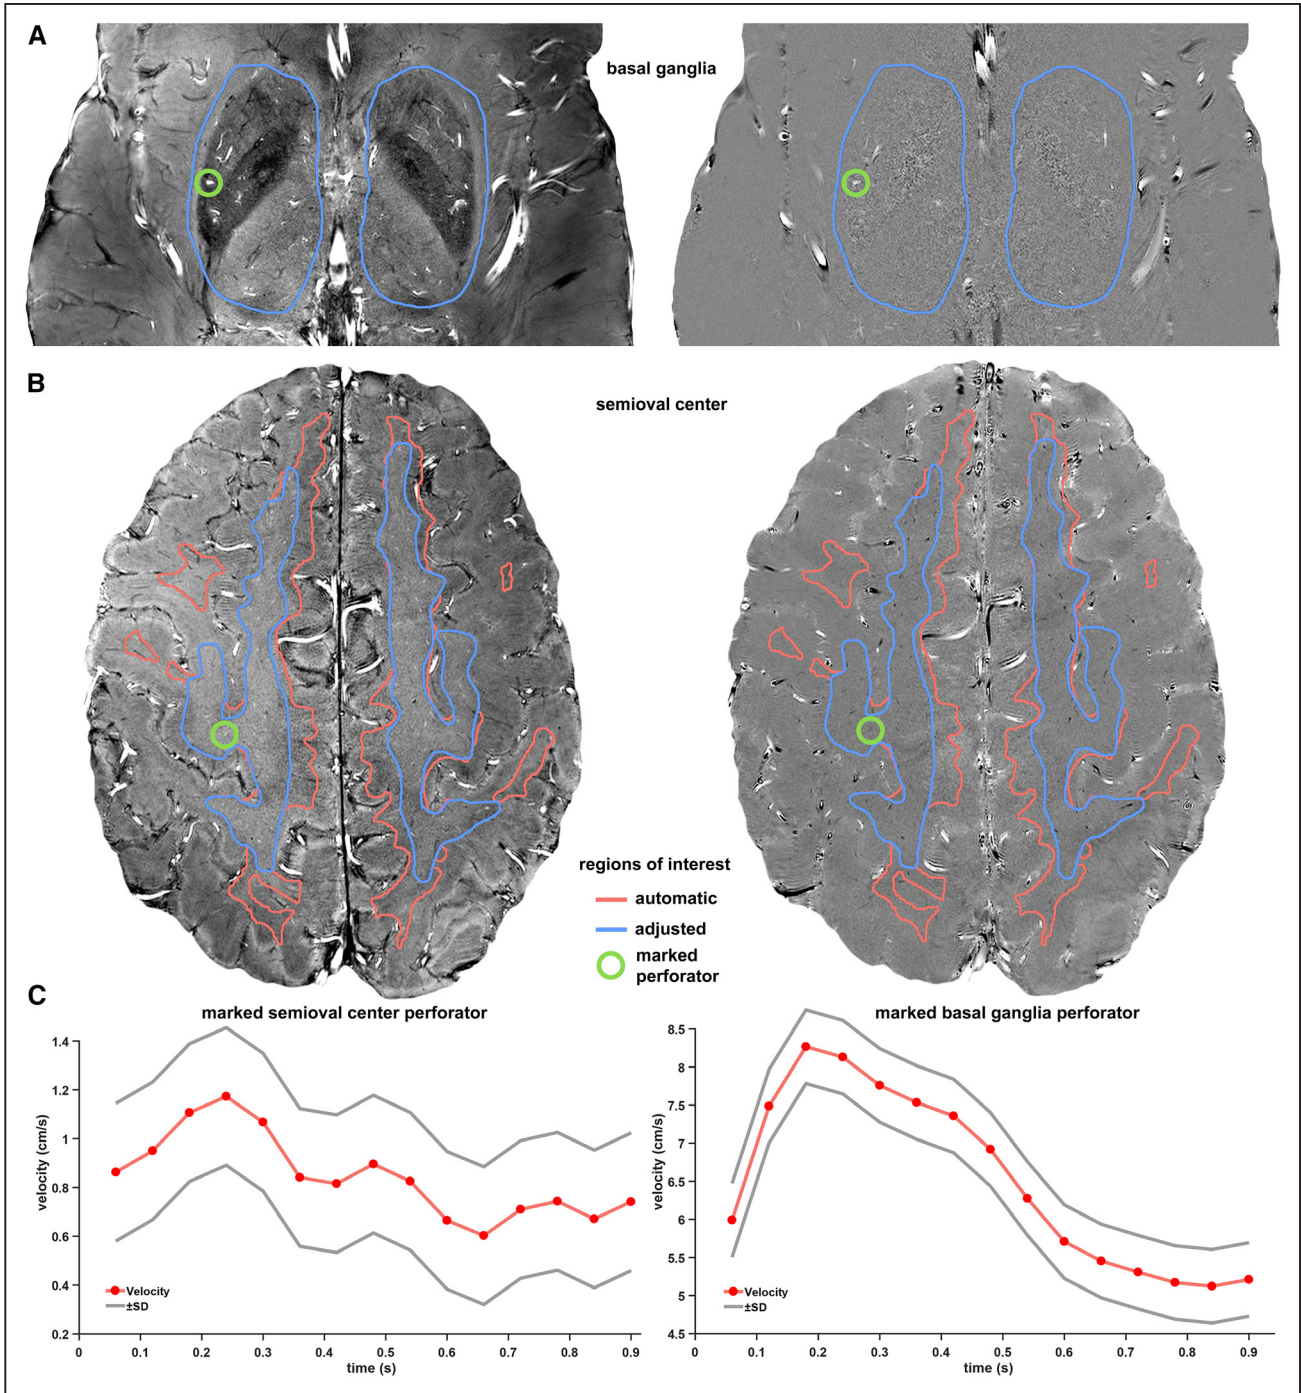 A
basal ganglia
B
semioval center
regions of interest
automatic
adjusted
marked
perforator
C
marked semioval center perforator
velocity (cm/s)
1.4
1.2
1
0.8
0.6
0.4
0.2
Velocity
±SD
0 0.1 0.2 0.3 0.4 0.5 0.6 0.7 0.8 0.9
time (s)
marked basal ganglia perforator
velocity (cm/s)
8.5
8
7.5
7
6.5
6
5.5
5
4.5
Velocity
±SD
0 0.1 0.2 0.3 0.4 0.5 0.6 0.7 0.8 0.9
time (s)